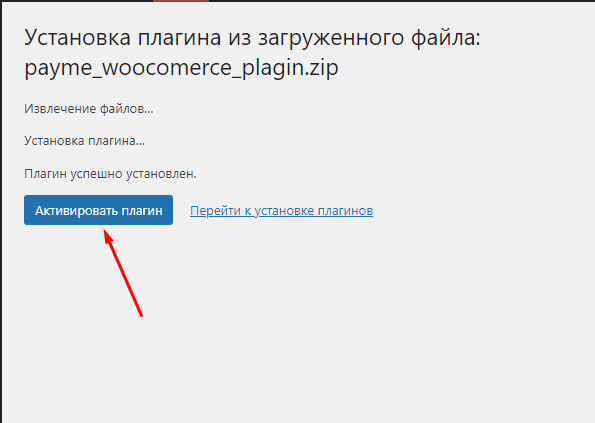 Установка плагина из загруженного файла:
payme_woocomerce_plagin.zip
Извлечение файлов…
Установка плагина…
Плагин успешно установлен.
Активировать плагин Перейти к установке плагинов